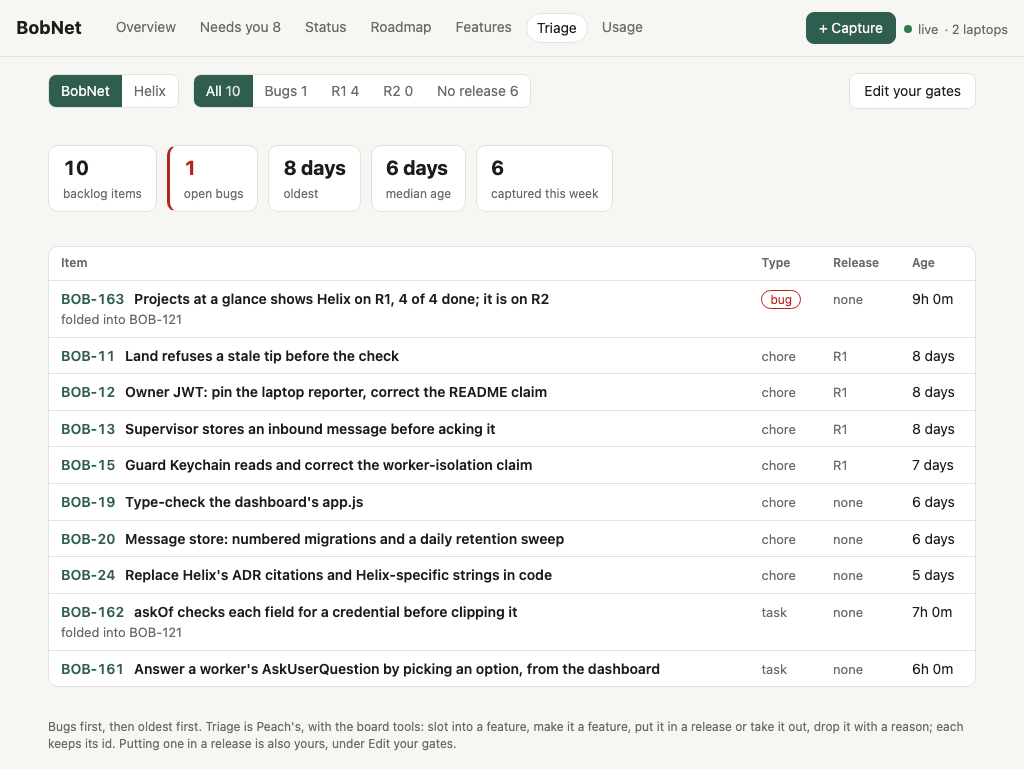 BobNet Overview Needs you 8 Status Roadmap Features Triage Usage + Capture live · 2 laptops
BobNet Helix All 10 Bugs 1 R1 4 R2 0 No release 6 Edit your gates
10 1 8 days 6 days 6
backlog items open bugs oldest median age captured this week
Item Type Release Age
BOB-163 Projects at a glance shows Helix on R1, 4 of 4 done; it is on R2 bug none 9h 0m
folded into BOB-121
BOB-11 Land refuses a stale tip before the check chore R1 8 days
BOB-12 Owner JWT: pin the laptop reporter, correct the README claim chore R1 8 days
BOB-13 Supervisor stores an inbound message before acking it chore R1 8 days
BOB-15 Guard Keychain reads and correct the worker-isolation claim chore R1 7 days
BOB-19 Type-check the dashboard's app.js chore none 6 days
BOB-20 Message store: numbered migrations and a daily retention sweep chore none 6 days
BOB-24 Replace Helix's ADR citations and Helix-specific strings in code chore none 5 days
BOB-162 askOf checks each field for a credential before clipping it task none 7h 0m
folded into BOB-121
BOB-161 Answer a worker's AskUserQuestion by picking an option, from the dashboard task none 6h 0m
Bugs first, then oldest first. Triage is Peach's, with the board tools: slot into a feature, make it a feature, put it in a release or take it out, drop it with a reason; each
keeps its id. Putting one in a release is also yours, under Edit your gates.